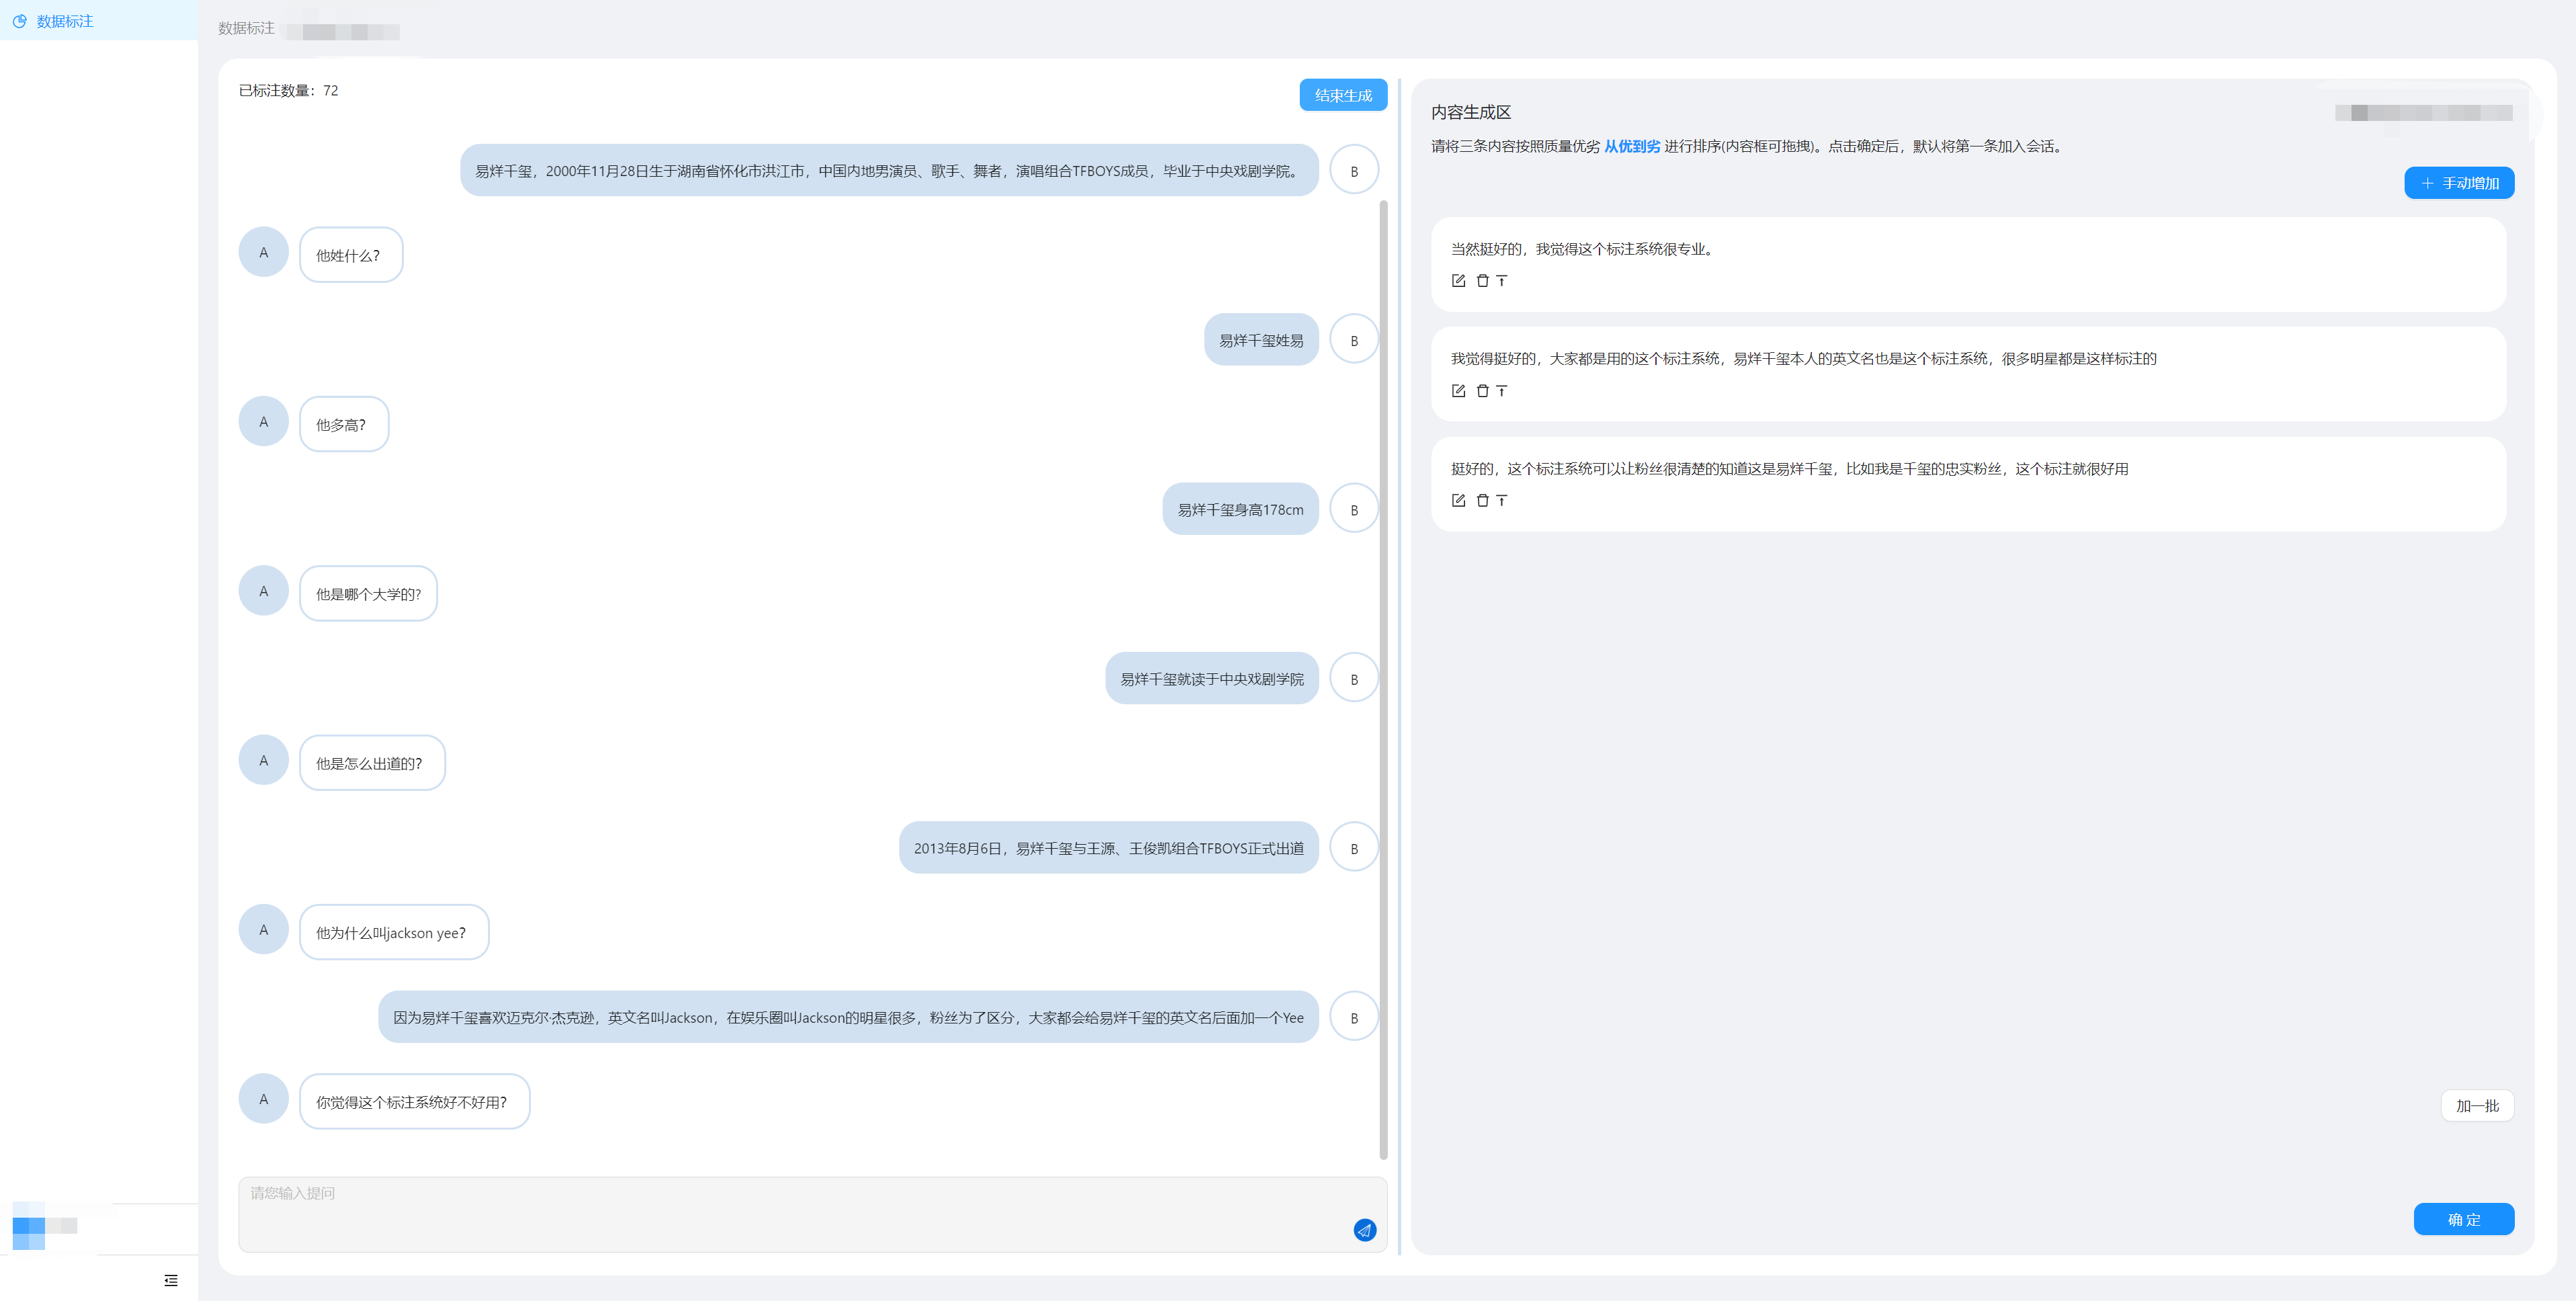 数据标注
数据标注
已标注数量：72
结束生成
易烊千玺，2000年11月28日生于湖南省怀化市洪江市，中国内地男演员、歌手、舞者，演唱组合TFBOYS成员，毕业于中央戏剧学院。
B
A
他姓什么？
易烊千玺姓易
B
A
他多高？
易烊千玺身高178cm
B
A
他是哪个大学的？
易烊千玺就读于中央戏剧学院
B
A
他是怎么出道的？
2013年8月6日，易烊千玺与王源、王俊凯组合TFBOYS正式出道
B
A
他为什么叫jackson yee？
因为易烊千玺喜欢迈克尔·杰克逊，英文名叫Jackson，在娱乐圈叫Jackson的明星很多，粉丝为了区分，大家都会给易烊千玺的英文名后面加一个Yee
B
A
你觉得这个标注系统好不好用？
请您输入提问
内容生成区
请将三条内容按照质量优劣 从优到劣 进行排序(内容框可拖拽)。点击确定后，默认将第一条加入会话。
手动增加
当然挺好的，我觉得这个标注系统很专业。
我觉得挺好的，大家都是用的这个标注系统，易烊千玺本人的英文名也是这个标注系统，很多明星都是这样标注的
挺好的，这个标注系统可以让粉丝很清楚的知道这是易烊千玺，比如我是千玺的忠实粉丝，这个标注就很好用
加一批
确 定